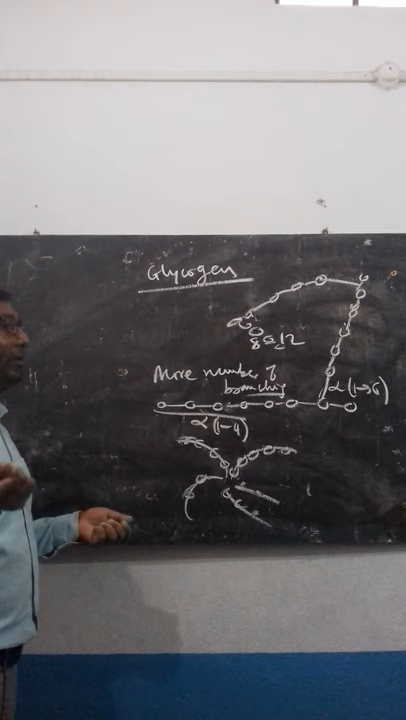 Glycogen
8 to 12
More number of
branching
α(1→6)
α(1-4)